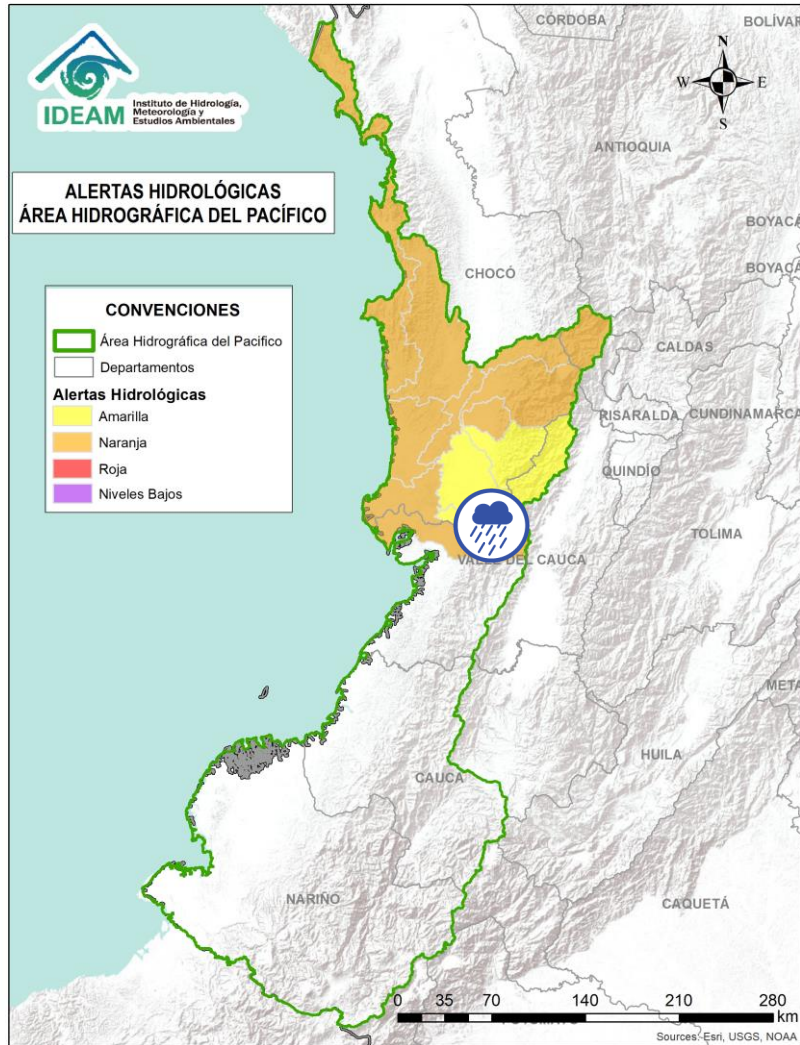 CÓRDOBA
BOLÍVAR
N
W
E
S
IDEAM
Instituto de Hidrología,
Meteorología y
Estudios Ambientales
ANTIOQUIA
ALERTAS HIDROLÓGICAS
ÁREA HIDROGRÁFICA DEL PACÍFICO
BOYACÁ
BOYACÁ
CHOCÓ
CONVENCIONES
Área Hidrográfica del Pacifico
Departamentos
Alertas Hidrológicas
Amarilla
Naranja
Roja
Niveles Bajos
CALDAS
RISARALDA
CUNDINAMARCA
QUINDÍO
TOLIMA
VALLE DEL CAUCA
META
HUILA
CAUCA
NARIÑO
CAQUETÁ
0 35 70 140 210 280
km
Sources: Esri, USGS, NOAA